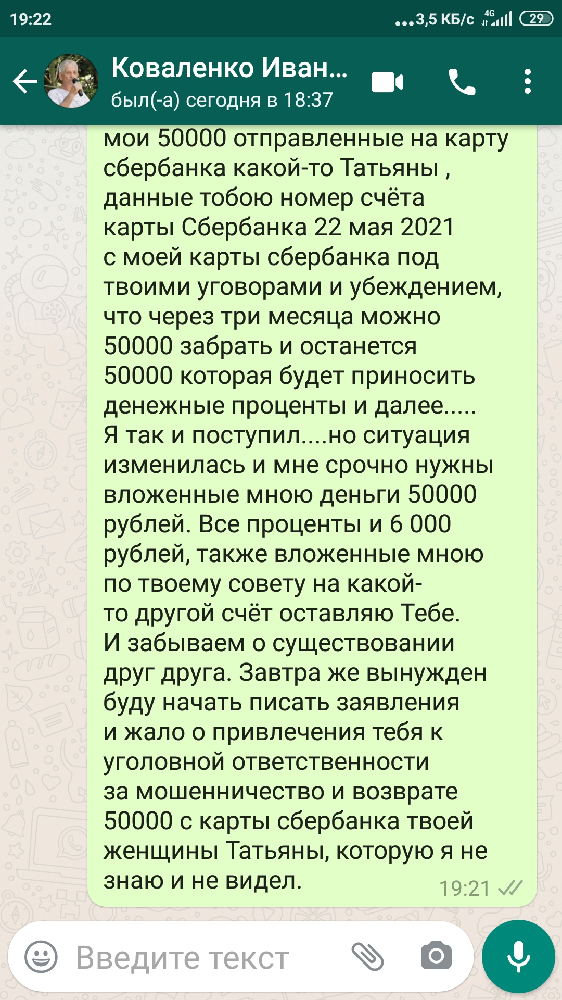 19:22
...3,5 КБ/с 4G 29
Коваленко Иван...
был(-а) сегодня в 18:37
мои 50000 отправленные на карту
сбербанка какой-то Татьяны ,
данные тобою номер счёта
карты Сбербанка 22 мая 2021
с моей карты сбербанка под
твоими уговорами и убеждением,
что через три месяца можно
50000 забрать и останется
50000 которая будет приносить
денежные проценты и далее.....
Я так и поступил....но ситуация
изменилась и мне срочно нужны
вложенные мною деньги 50000
рублей. Все проценты и 6 000
рублей, также вложенные мною
по твоему совету на какой-
то другой счёт оставляю Тебе.
И забываем о существовании
друг друга. Завтра же вынужден
буду начать писать заявления
и жало о привлечения тебя к
уголовной ответственности
за мошенничество и возврате
50000 с карты сбербанка твоей
женщины Татьяны, которую я не
знаю и не видел.
19:21
Введите текст